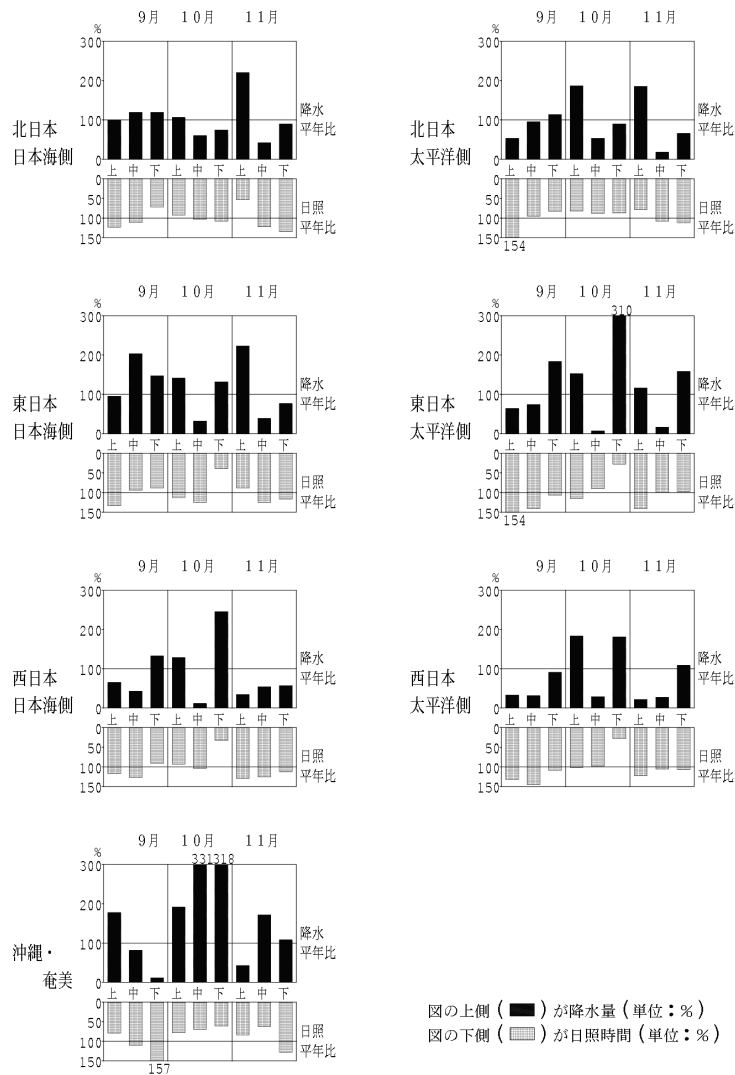 ９月 １０月 １１月
%
300
200
100
0
降水
平年比
北日本
日本海側
上 中 下 上 中 下 上 中 下
0
50
100
150
日照
平年比
９月 １０月 １１月
%
300
200
100
0
降水
平年比
北日本
太平洋側
上 中 下 上 中 下 上 中 下
0
50
100
150
日照
平年比
154
９月 １０月 １１月
%
300
200
100
0
降水
平年比
東日本
日本海側
上 中 下 上 中 下 上 中 下
0
50
100
150
日照
平年比
９月 １０月 １１月
%
300
310
200
100
0
降水
平年比
東日本
太平洋側
上 中 下 上 中 下 上 中 下
0
50
100
150
日照
平年比
154
９月 １０月 １１月
%
300
200
100
0
降水
平年比
西日本
日本海側
上 中 下 上 中 下 上 中 下
0
50
100
150
日照
平年比
９月 １０月 １１月
%
300
200
100
0
降水
平年比
西日本
太平洋側
上 中 下 上 中 下 上 中 下
0
50
100
150
日照
平年比
９月 １０月 １１月
%
300
331 318
200
100
0
降水
平年比
沖縄・
奄美
上 中 下 上 中 下 上 中 下
0
50
100
150
日照
平年比
157
図の上側（ ）が降水量（単位：％）
図の下側（ ）が日照時間（単位：％）